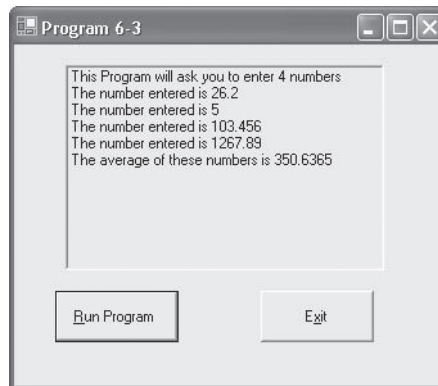 Program 6-3
This Program will ask you to enter 4 numbers
The number entered is 26.2
The number entered is 5
The number entered is 103.456
The number entered is 1267.89
The average of these numbers is 350.6365
Run Program
Exit